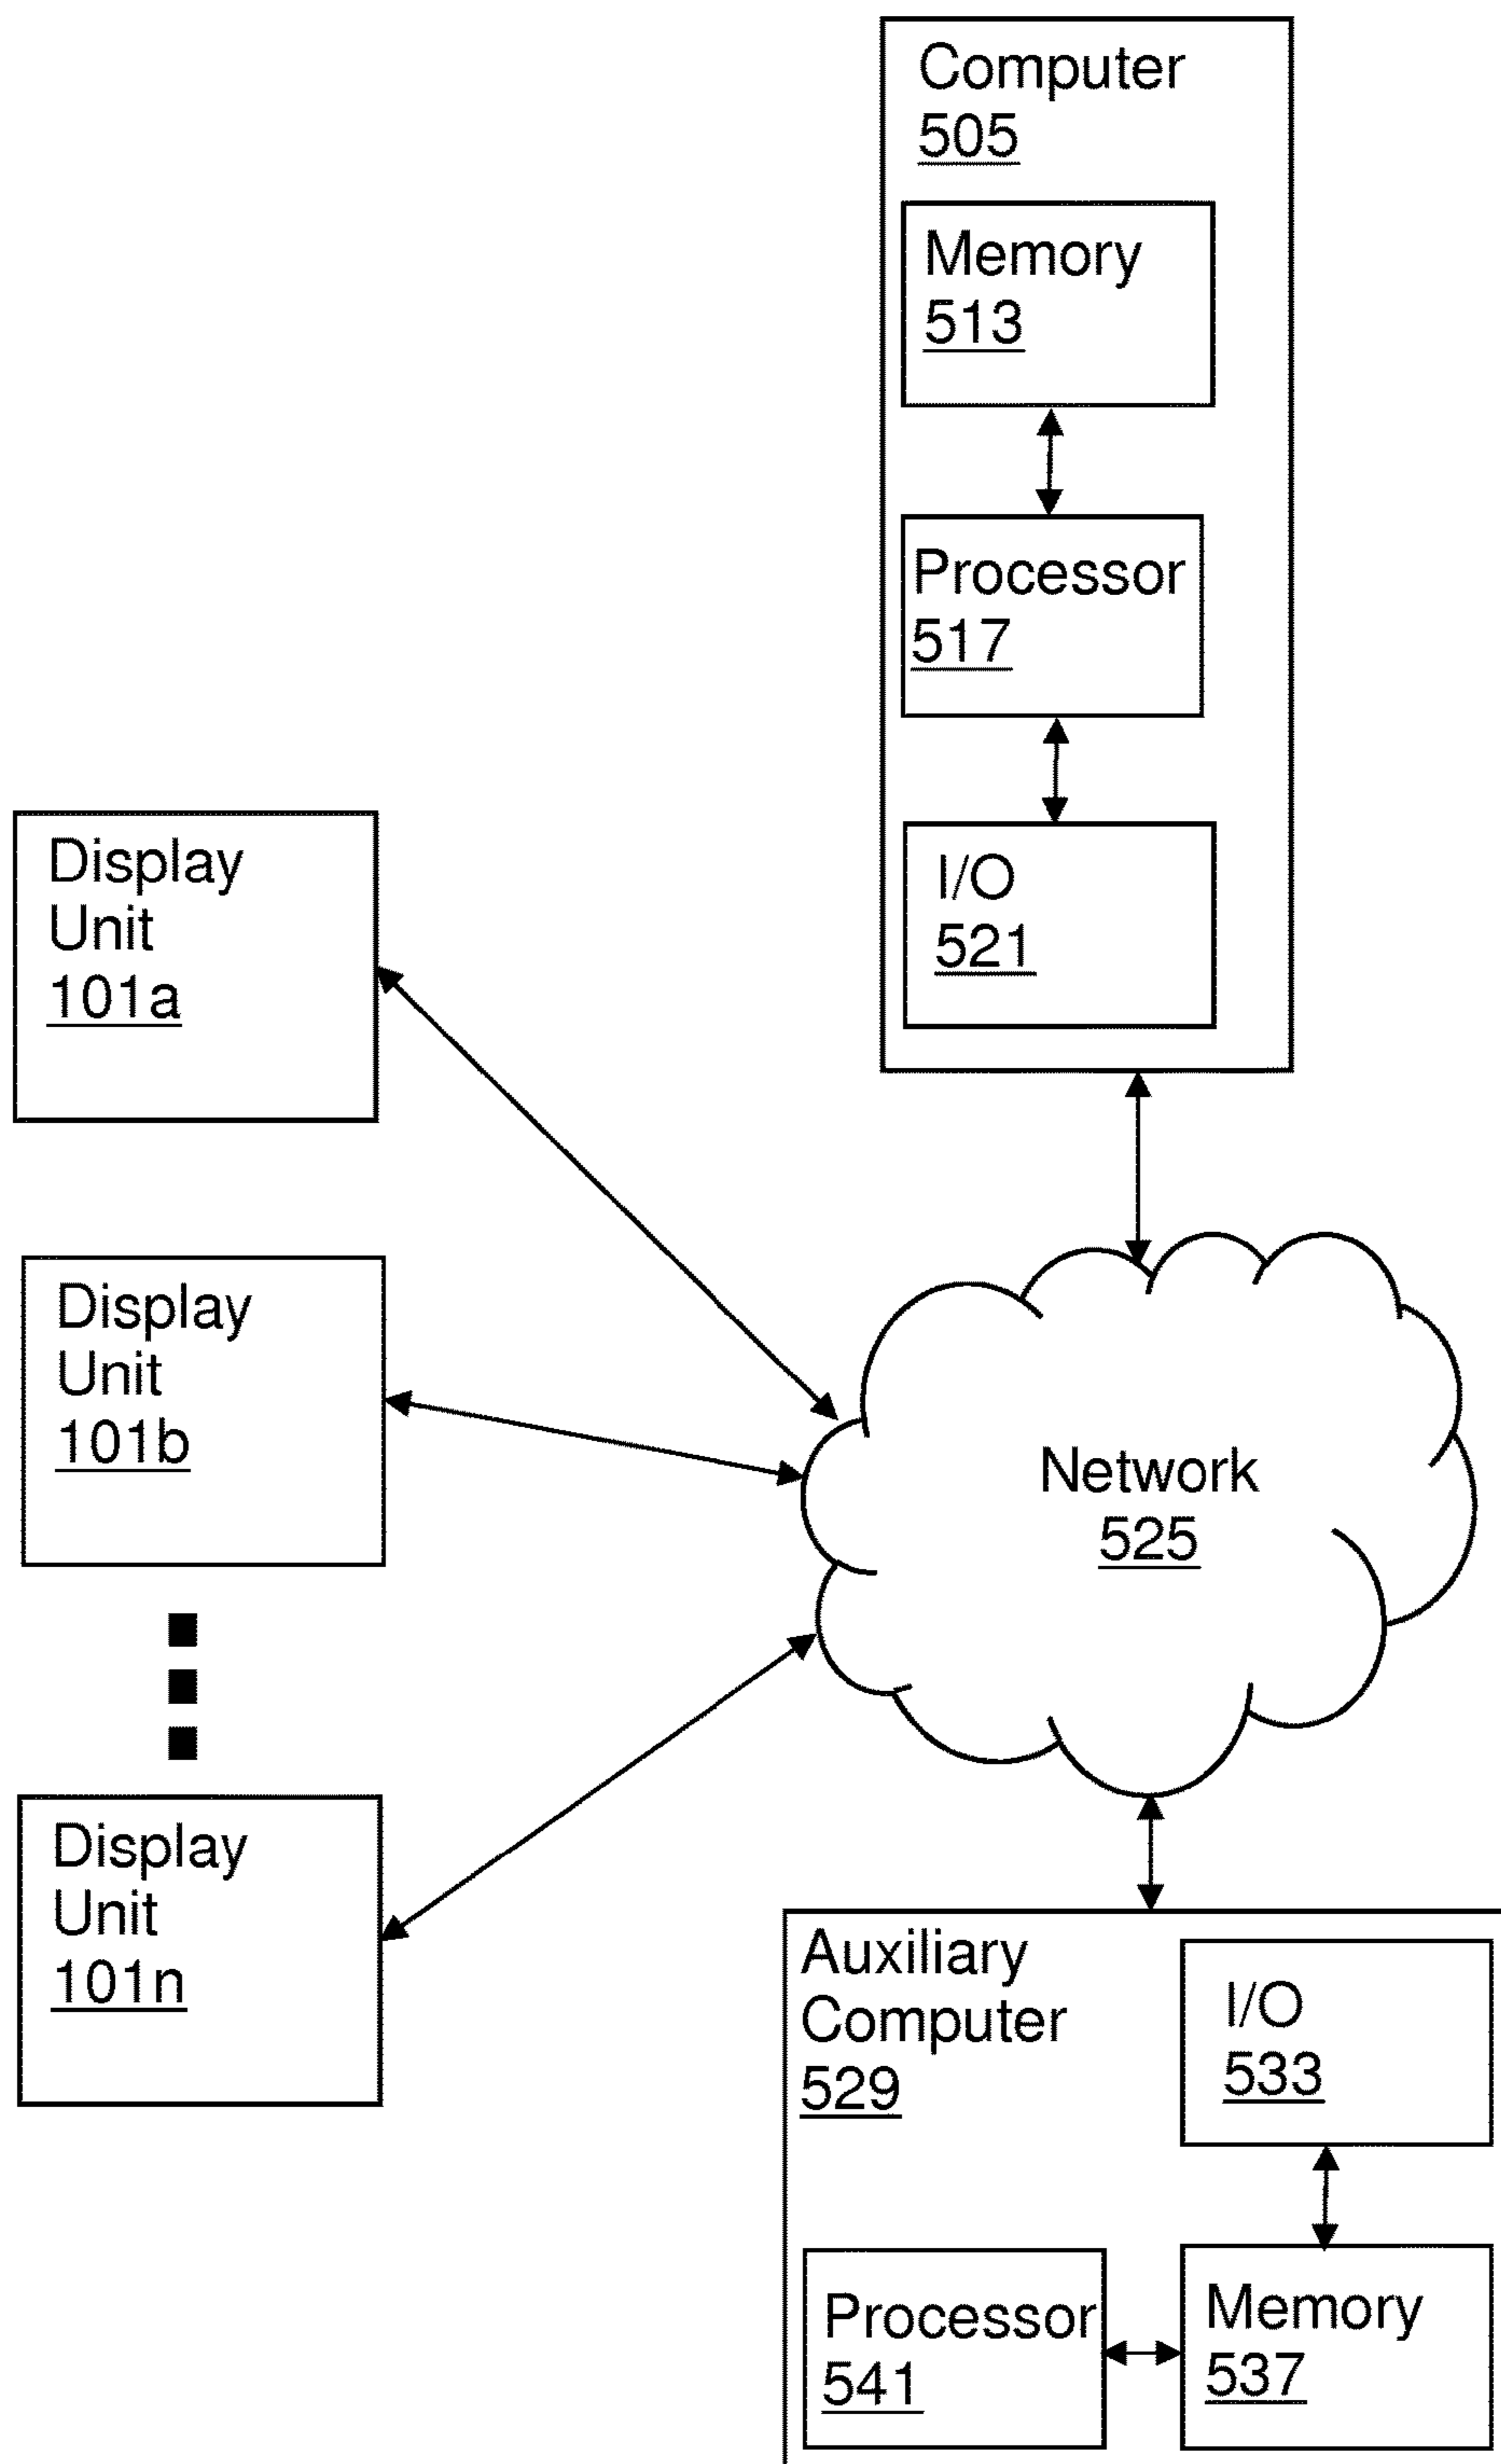 Computer
505
Memory
513
Processor
517
I/O
521
Display
Unit
101a
Display
Unit
101b
Network
525
Display
Unit
101n
Auxiliary
Computer
529
I/O
533
Processor
541
Memory
537